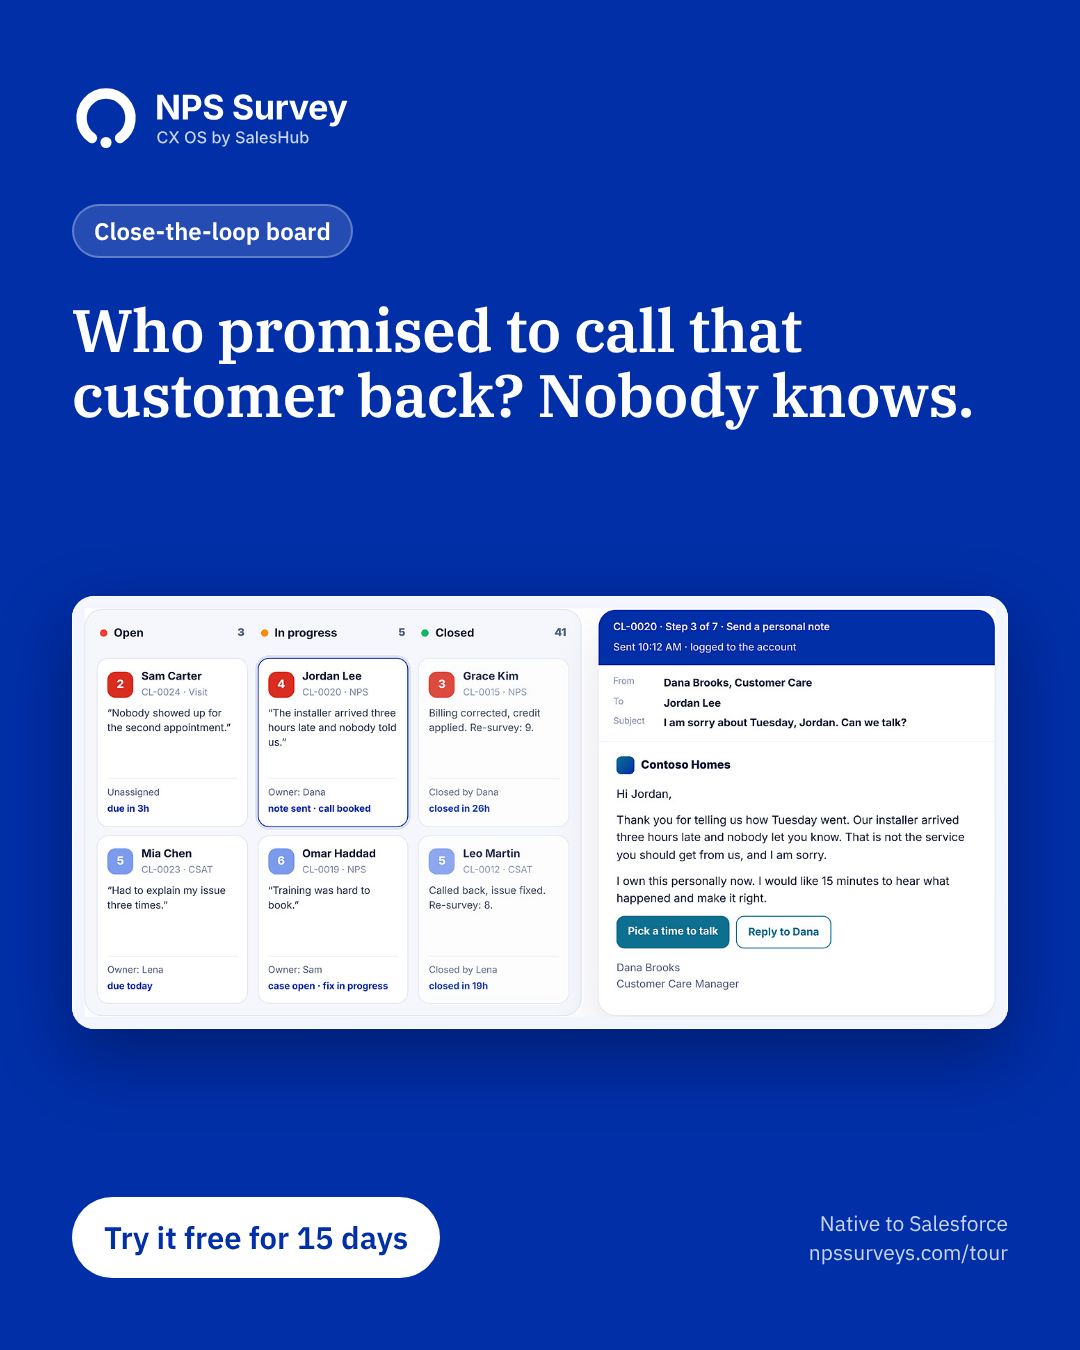 NPS Survey
CX OS by SalesHub
Close-the-loop board
Who promised to call that
customer back? Nobody knows.
Open 3
2
Sam Carter
CL-0024 · Visit
“Nobody showed up for
the second appointment.”
Unassigned
due in 3h
5
Mia Chen
CL-0023 · CSAT
“Had to explain my issue
three times.”
Owner: Lena
due today
In progress 5
4
Jordan Lee
CL-0020 · NPS
“The installer arrived three
hours late and nobody told
us.”
Owner: Dana
note sent · call booked
6
Omar Haddad
CL-0019 · NPS
“Training was hard to
book.”
Owner: Sam
case open · fix in progress
Closed 41
3
Grace Kim
CL-0015 · NPS
Billing corrected, credit
applied. Re-survey: 9.
Closed by Dana
closed in 26h
5
Leo Martin
CL-0012 · CSAT
Called back, issue fixed.
Re-survey: 8.
Closed by Lena
closed in 19h
CL-0020 · Step 3 of 7 · Send a personal note
Sent 10:12 AM · logged to the account
From Dana Brooks, Customer Care
To Jordan Lee
Subject I am sorry about Tuesday, Jordan. Can we talk?
Contoso Homes
Hi Jordan,
Thank you for telling us how Tuesday went. Our installer arrived
three hours late and nobody let you know. That is not the service
you should get from us, and I am sorry.
I own this personally now. I would like 15 minutes to hear what
happened and make it right.
Pick a time to talk
Reply to Dana
Dana Brooks
Customer Care Manager
Try it free for 15 days
Native to Salesforce
npssurveys.com/tour